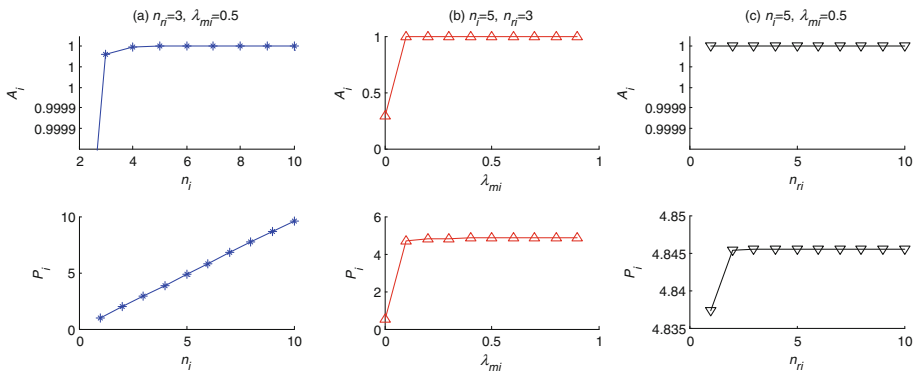 (a) n_ri=3, λ_mi=0.5
(b) n_i=5, n_ri=3
(c) n_i=5, λ_mi=0.5
A_i
1
1
1
0.9999
0.9999
2 4 6 8 10
n_i
A_i
1
0.5
0
0 0.5 1
λ_mi
A_i
1
1
1
0.9999
0.9999
0 5 10
n_ri
P_i
10
5
0
0 5 10
n_i
P_i
6
4
2
0
0 0.5 1
λ_mi
P_i
4.85
4.845
4.84
4.835
0 5 10
n_ri